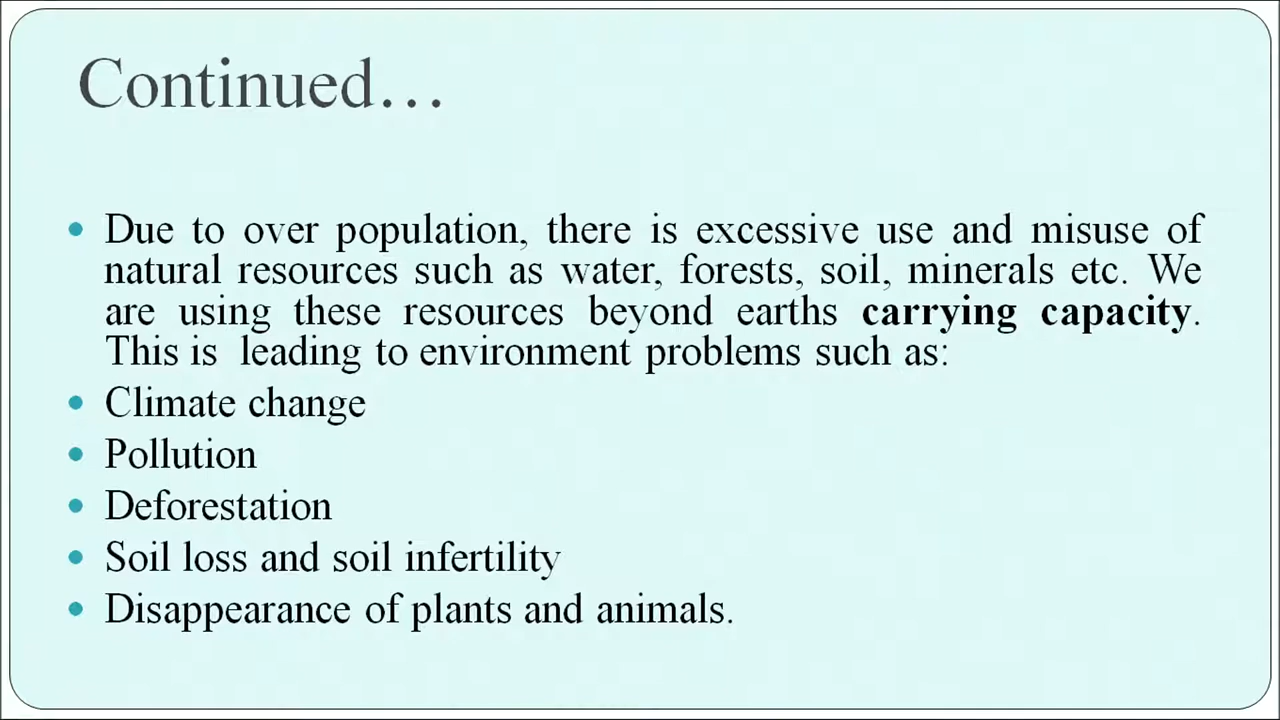 Continued…
• Due to over population, there is excessive use and misuse of
natural resources such as water, forests, soil, minerals etc. We
are using these resources beyond earths carrying capacity.
This is leading to environment problems such as:
• Climate change
• Pollution
• Deforestation
• Soil loss and soil infertility
• Disappearance of plants and animals.